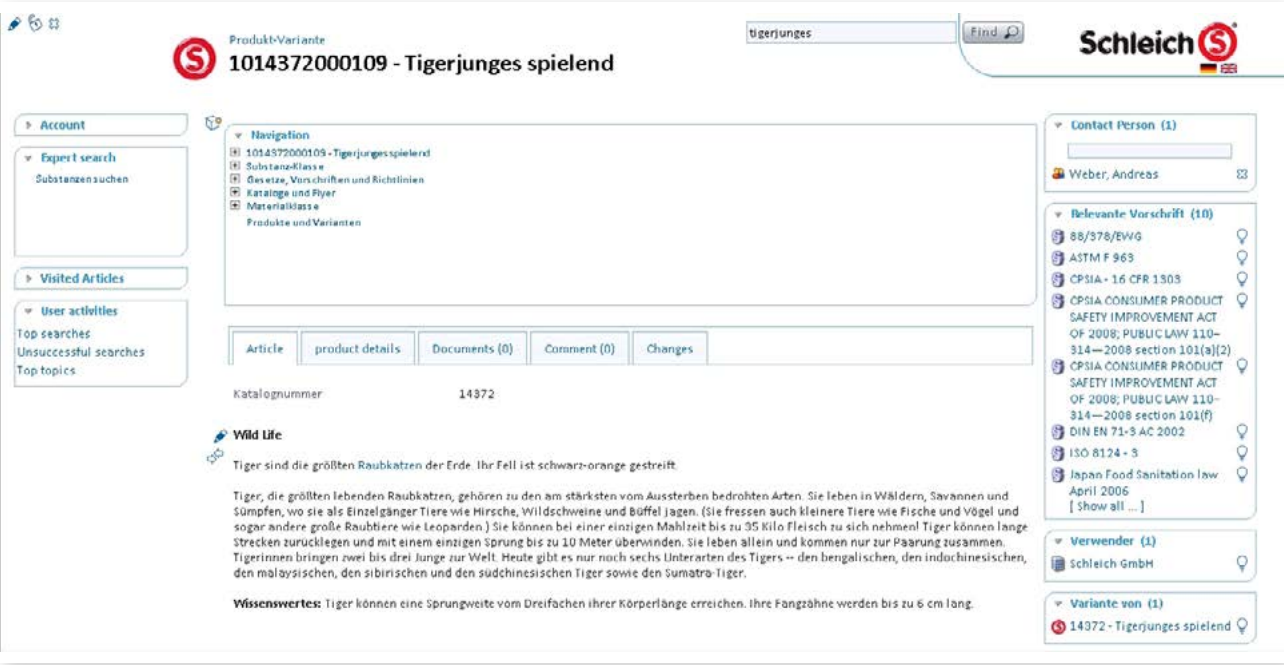 Produkt-Variante
1014372000109 - Tigerjunges spielend
tigerjunges
Find
Schleich S
Account
Expert search
Substanzen suchen
Visited Articles
User activities
Top searches
Unsuccessful searches
Top topics
Navigation
1014372000109 - Tigerjunges spielend
Substanz-Klasse
Gesetze, Vorschriften und Richtlinien
Kataloge und Flyer
Materialklasse
Produkte und Varianten
Article
product details
Documents (0)
Comment (0)
Changes
Katalognummer 14372
Wild Life
Tiger sind die größten Raubkatzen der Erde. Ihr Fell ist schwarz-orange gestreift.
Tiger, die größten lebenden Raubkatzen, gehören zu den am stärksten vom Aussterben bedrohten Arten. Sie leben in Wäldern, Savannen und
Sümpfen, wo sie als Einzelgänger Tiere wie Hirsche, Wildschweine und Büffel jagen. (Sie fressen auch kleinere Tiere wie Fische und Vögel und
sogar andere große Raubtiere wie Leoparden.) Sie können bei einer einzigen Mahlzeit bis zu 35 Kilo Fleisch zu sich nehmen! Tiger können lange
Strecken zurücklegen und mit einem einzigen Sprung bis zu 10 Meter überwinden. Sie leben allein und kommen nur zur Paarung zusammen.
Tigerinnen bringen zwei bis drei Junge zur Welt. Heute gibt es nur noch sechs Unterarten des Tigers -- den bengalischen, den indochinesischen,
den malaysischen, den sibirischen und den südchinesischen Tiger sowie den Sumatra-Tiger.
Wissenswertes: Tiger können eine Sprungweite vom Dreifachen ihrer Körperlänge erreichen. Ihre Fangzähne werden bis zu 6 cm lang.
Contact Person (1)
Weber, Andreas
Relevante Vorschrift (10)
88/378/EWG
ASTM F 963
CPSIA - 16 CFR 1303
CPSIA CONSUMER PRODUCT
SAFETY IMPROVEMENT ACT
OF 2008; PUBLIC LAW 110–
314—2008 section 101(a)(2)
CPSIA CONSUMER PRODUCT
SAFETY IMPROVEMENT ACT
OF 2008; PUBLIC LAW 110–
314—2008 section 101(f)
DIN EN 71-3 AC 2002
ISO 8124 - 3
Japan Food Sanitation law
April 2006
[ Show all ... ]
Verwender (1)
Schleich GmbH
Variante von (1)
14372 - Tigerjunges spielend